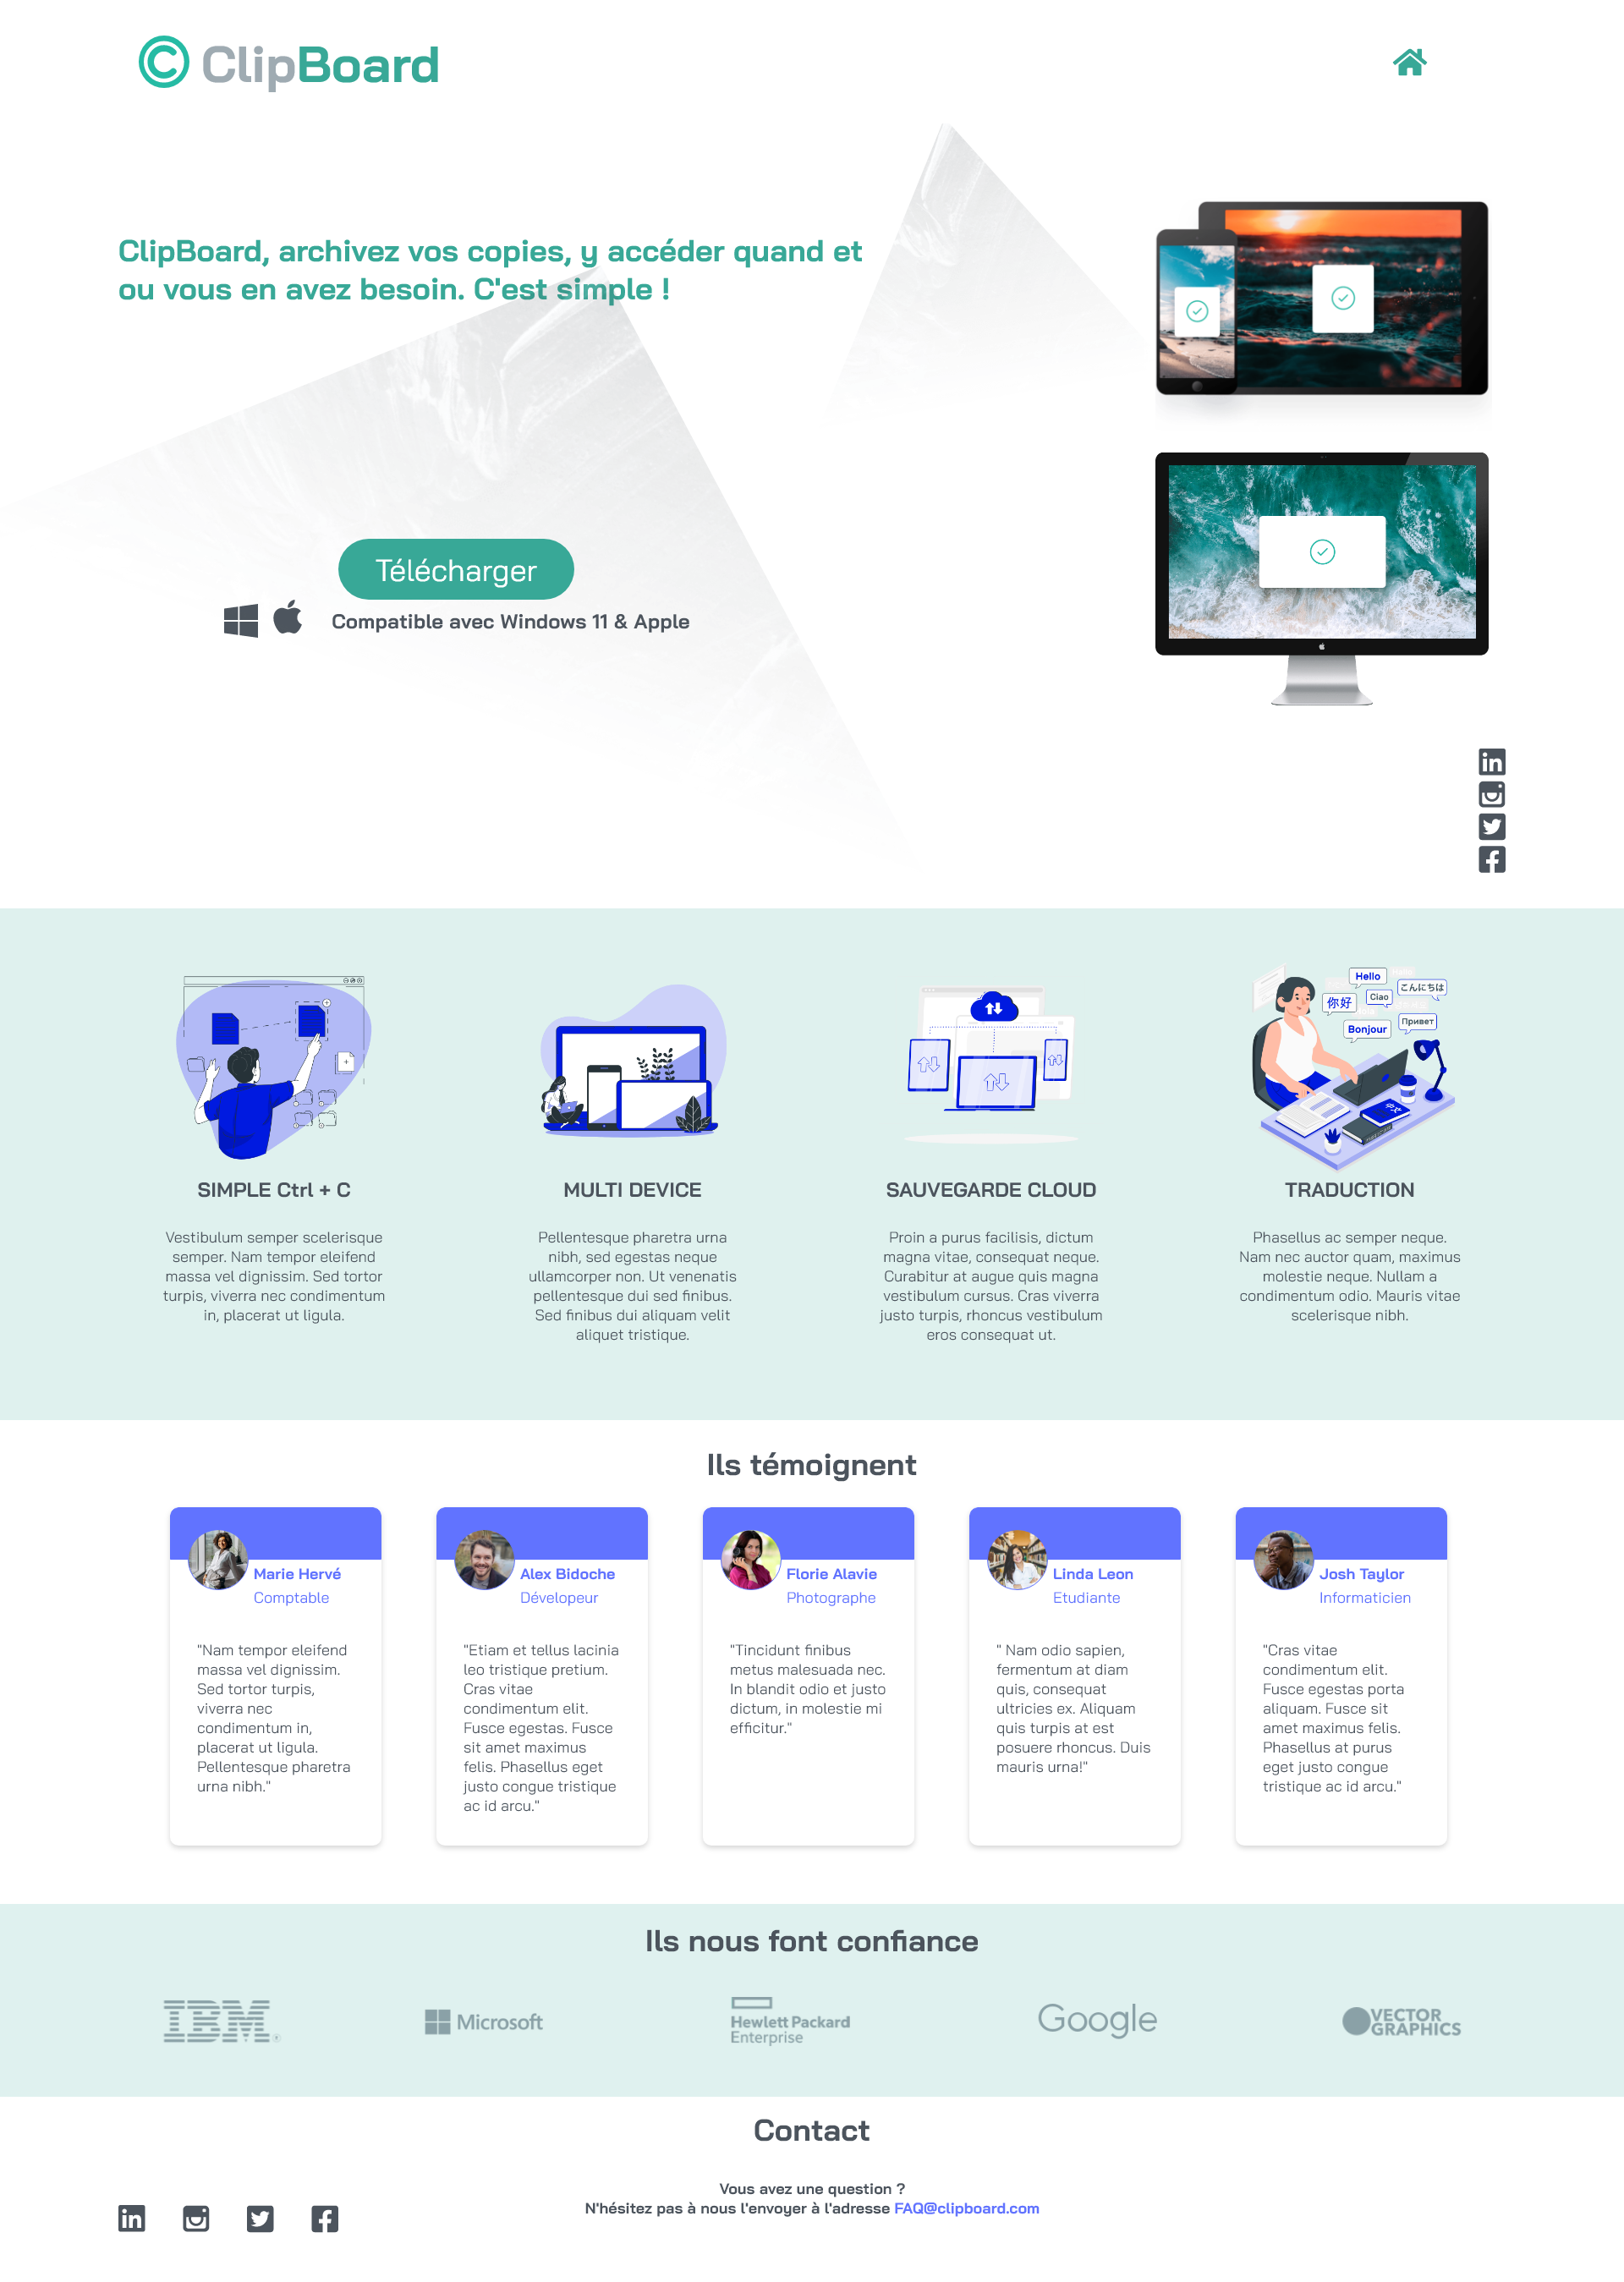 © ClipBoard
ClipBoard, archivez vos copies, y accéder quand et
ou vous en avez besoin. C'est simple !
Télécharger
Compatible avec Windows 11 & Apple
Hello
こんにちは
你好
Ciao
Привет
Bonjour
SIMPLE Ctrl + C
Vestibulum semper scelerisque
semper. Nam tempor eleifend
massa vel dignissim. Sed tortor
turpis, viverra nec condimentum
in, placerat ut ligula.
MULTI DEVICE
Pellentesque pharetra urna
nibh, sed egestas neque
ullamcorper non. Ut venenatis
pellentesque dui sed finibus.
Sed finibus dui aliquam velit
aliquet tristique.
SAUVEGARDE CLOUD
Proin a purus facilisis, dictum
magna vitae, consequat neque.
Curabitur at augue quis magna
vestibulum cursus. Cras viverra
justo turpis, rhoncus vestibulum
eros consequat ut.
TRADUCTION
Phasellus ac semper neque.
Nam nec auctor quam, maximus
molestie neque. Nullam a
condimentum odio. Mauris vitae
scelerisque nibh.
Ils témoignent
Marie Hervé
Comptable
"Nam tempor eleifend
massa vel dignissim.
Sed tortor turpis,
viverra nec
condimentum in,
placerat ut ligula.
Pellentesque pharetra
urna nibh."
Alex Bidoche
Dévelopeur
"Etiam et tellus lacinia
leo tristique pretium.
Cras vitae
condimentum elit.
Fusce egestas. Fusce
sit amet maximus
felis. Phasellus eget
justo congue tristique
ac id arcu."
Florie Alavie
Photographe
"Tincidunt finibus
metus malesuada nec.
In blandit odio et justo
dictum, in molestie mi
efficitur."
Linda Leon
Etudiante
" Nam odio sapien,
fermentum at diam
quis, consequat
ultricies ex. Aliquam
quis turpis at est
posuere rhoncus. Duis
mauris urna!"
Josh Taylor
Informaticien
"Cras vitae
condimentum elit.
Fusce egestas porta
aliquam. Fusce sit
amet maximus felis.
Phasellus at purus
eget justo congue
tristique ac id arcu."
Ils nous font confiance
IBM
Microsoft
Hewlett Packard
Enterprise
Google
VECTOR
GRAPHICS
Contact
Vous avez une question ?
N'hésitez pas à nous l'envoyer à l'adresse FAQ@clipboard.com